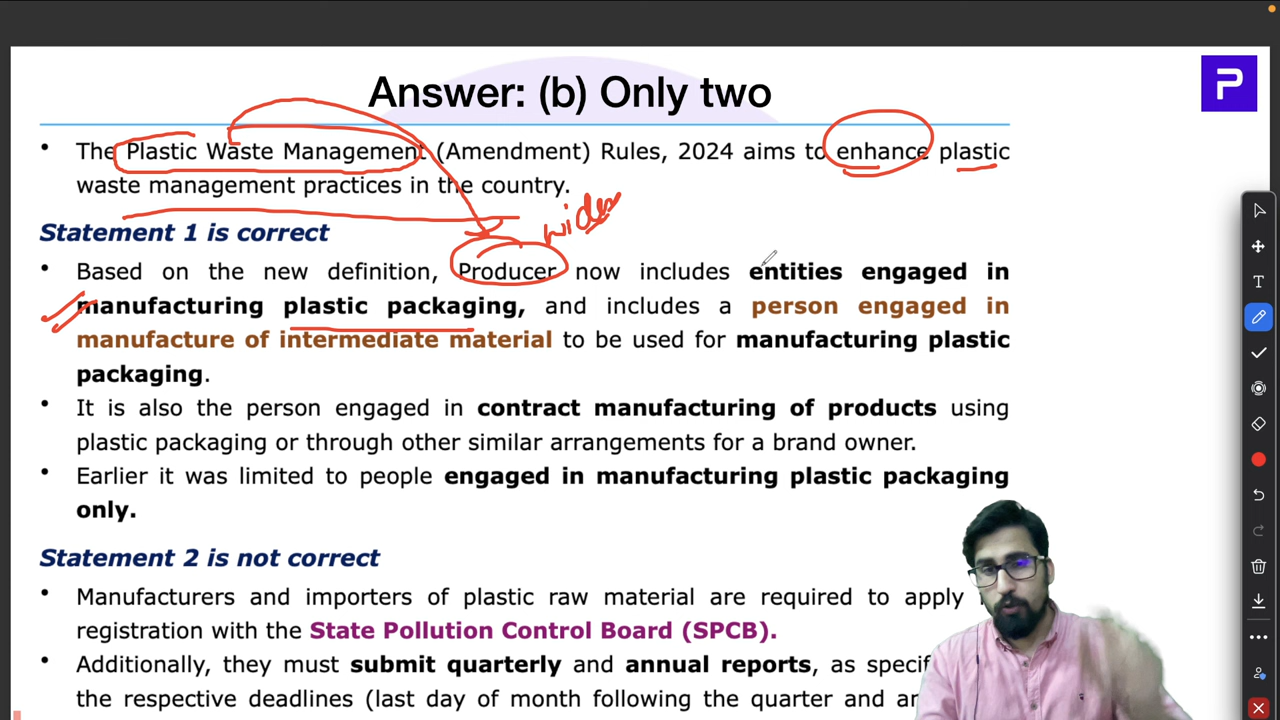 P
Answer: (b) Only two
• The Plastic Waste Management (Amendment) Rules, 2024 aims to enhance plastic
waste management practices in the country.
wider
Statement 1 is correct
• Based on the new definition, Producer now includes entities engaged in
manufacturing plastic packaging, and includes a person engaged in
manufacture of intermediate material to be used for manufacturing plastic
packaging.
• It is also the person engaged in contract manufacturing of products using
plastic packaging or through other similar arrangements for a brand owner.
• Earlier it was limited to people engaged in manufacturing plastic packaging
only.
Statement 2 is not correct
• Manufacturers and importers of plastic raw material are required to apply
registration with the State Pollution Control Board (SPCB).
• Additionally, they must submit quarterly and annual reports, as
the respective deadlines (last day of month following the quarter and
T